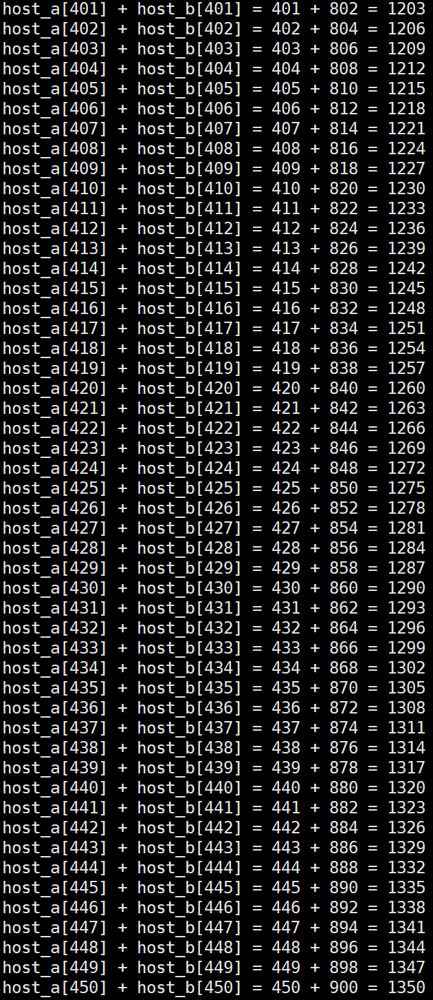 host_a[401] + host_b[401] = 401 + 802 = 1203
host_a[402] + host_b[402] = 402 + 804 = 1206
host_a[403] + host_b[403] = 403 + 806 = 1209
host_a[404] + host_b[404] = 404 + 808 = 1212
host_a[405] + host_b[405] = 405 + 810 = 1215
host_a[406] + host_b[406] = 406 + 812 = 1218
host_a[407] + host_b[407] = 407 + 814 = 1221
host_a[408] + host_b[408] = 408 + 816 = 1224
host_a[409] + host_b[409] = 409 + 818 = 1227
host_a[410] + host_b[410] = 410 + 820 = 1230
host_a[411] + host_b[411] = 411 + 822 = 1233
host_a[412] + host_b[412] = 412 + 824 = 1236
host_a[413] + host_b[413] = 413 + 826 = 1239
host_a[414] + host_b[414] = 414 + 828 = 1242
host_a[415] + host_b[415] = 415 + 830 = 1245
host_a[416] + host_b[416] = 416 + 832 = 1248
host_a[417] + host_b[417] = 417 + 834 = 1251
host_a[418] + host_b[418] = 418 + 836 = 1254
host_a[419] + host_b[419] = 419 + 838 = 1257
host_a[420] + host_b[420] = 420 + 840 = 1260
host_a[421] + host_b[421] = 421 + 842 = 1263
host_a[422] + host_b[422] = 422 + 844 = 1266
host_a[423] + host_b[423] = 423 + 846 = 1269
host_a[424] + host_b[424] = 424 + 848 = 1272
host_a[425] + host_b[425] = 425 + 850 = 1275
host_a[426] + host_b[426] = 426 + 852 = 1278
host_a[427] + host_b[427] = 427 + 854 = 1281
host_a[428] + host_b[428] = 428 + 856 = 1284
host_a[429] + host_b[429] = 429 + 858 = 1287
host_a[430] + host_b[430] = 430 + 860 = 1290
host_a[431] + host_b[431] = 431 + 862 = 1293
host_a[432] + host_b[432] = 432 + 864 = 1296
host_a[433] + host_b[433] = 433 + 866 = 1299
host_a[434] + host_b[434] = 434 + 868 = 1302
host_a[435] + host_b[435] = 435 + 870 = 1305
host_a[436] + host_b[436] = 436 + 872 = 1308
host_a[437] + host_b[437] = 437 + 874 = 1311
host_a[438] + host_b[438] = 438 + 876 = 1314
host_a[439] + host_b[439] = 439 + 878 = 1317
host_a[440] + host_b[440] = 440 + 880 = 1320
host_a[441] + host_b[441] = 441 + 882 = 1323
host_a[442] + host_b[442] = 442 + 884 = 1326
host_a[443] + host_b[443] = 443 + 886 = 1329
host_a[444] + host_b[444] = 444 + 888 = 1332
host_a[445] + host_b[445] = 445 + 890 = 1335
host_a[446] + host_b[446] = 446 + 892 = 1338
host_a[447] + host_b[447] = 447 + 894 = 1341
host_a[448] + host_b[448] = 448 + 896 = 1344
host_a[449] + host_b[449] = 449 + 898 = 1347
host_a[450] + host_b[450] = 450 + 900 = 1350